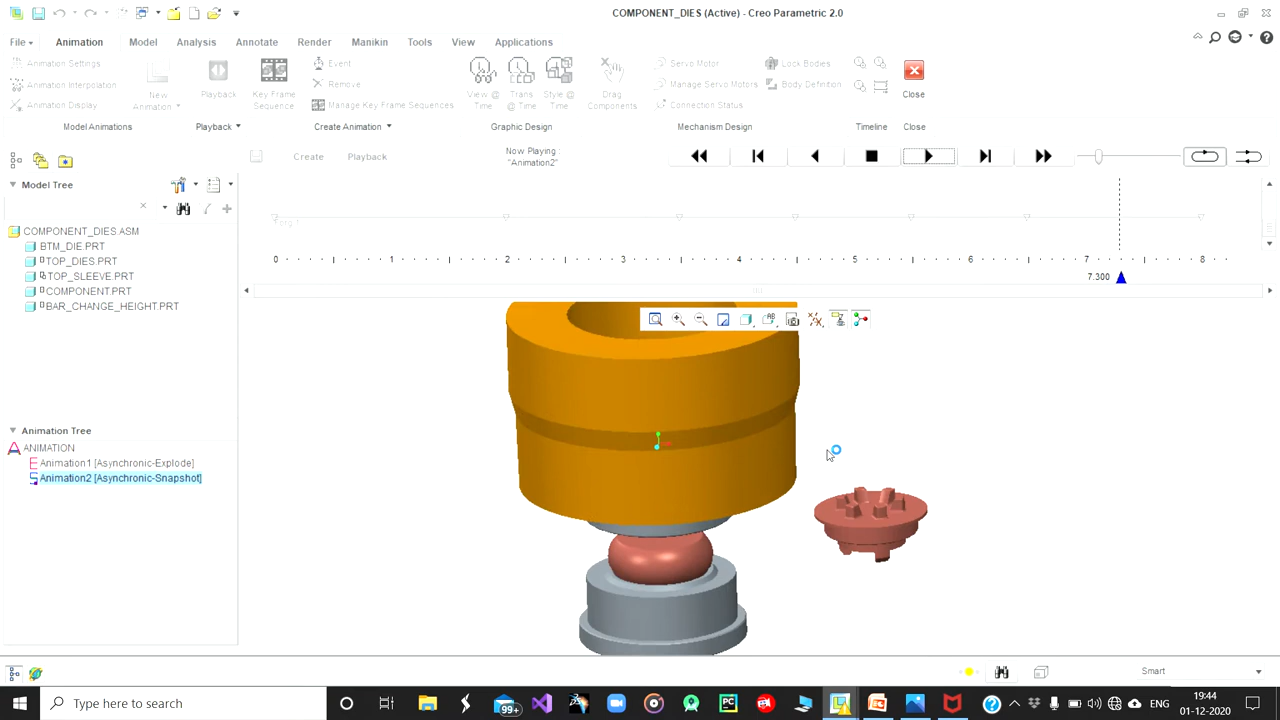 COMPONENT_DIES (Active) - Creo Parametric 2.0
File Animation Model Analysis Annotate Render Manikin Tools View Applications
Animation Settings
Animation Interpolation
Animation Display
New Animation
Playback
Key Frame Sequence
Event
Remove
Manage Key Frame Sequences
View @ Time
Trans @ Time
Style @ Time
Drag Components
Servo Motor
Manage Servo Motors
Connection Status
Lock Bodies
Body Definition
Close
Model Animations Playback Create Animation Graphic Design Mechanism Design Timeline Close
Create Playback
Now Playing :
"Animation2"
Model Tree
COMPONENT_DIES.ASM
BTM_DIE.PRT
TOP_DIES.PRT
TOP_SLEEVE.PRT
COMPONENT.PRT
BAR_CHANGE_HEIGHT.PRT
0 1 2 3 4 5 6 7 8
7.300
Animation Tree
ANIMATION
Animation1 [Asynchronic-Explode]
Animation2 [Asynchronic-Snapshot]
Smart
Type here to search
99+
PC
ENG
19:44
01-12-2020